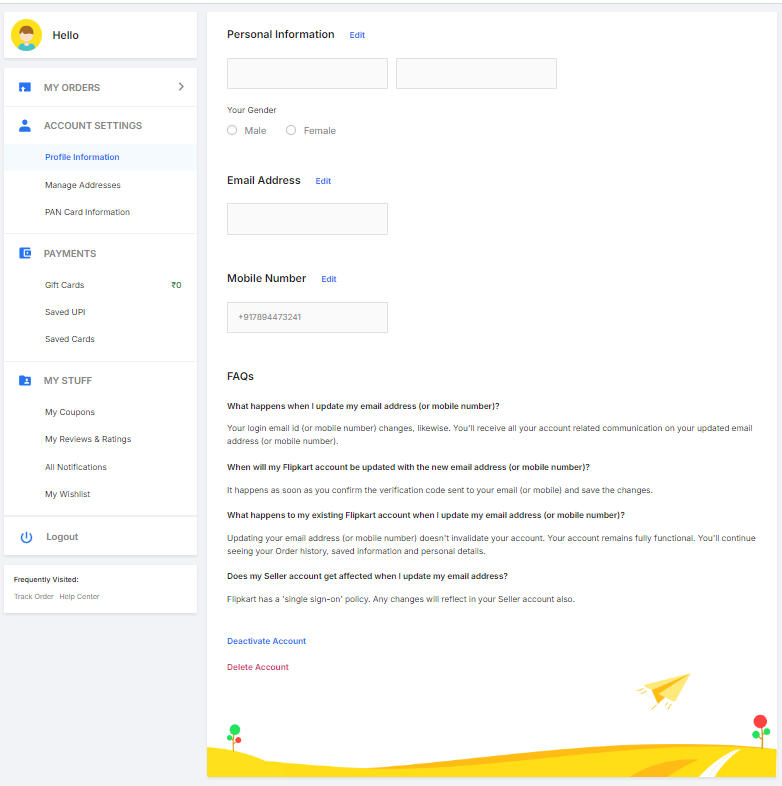 Hello
MY ORDERS
ACCOUNT SETTINGS
Profile Information
Manage Addresses
PAN Card Information
PAYMENTS
Gift Cards ₹0
Saved UPI
Saved Cards
MY STUFF
My Coupons
My Reviews & Ratings
All Notifications
My Wishlist
Logout
Frequently Visited:
Track Order Help Center
Personal Information Edit
Your Gender
Male Female
Email Address Edit
Mobile Number Edit
+917894473241
FAQs
What happens when I update my email address (or mobile number)?
Your login email id (or mobile number) changes, likewise. You'll receive all your account related communication on your updated email
address (or mobile number).
When will my Flipkart account be updated with the new email address (or mobile number)?
It happens as soon as you confirm the verification code sent to your email (or mobile) and save the changes.
What happens to my existing Flipkart account when I update my email address (or mobile number)?
Updating your email address (or mobile number) doesn't invalidate your account. Your account remains fully functional. You'll continue
seeing your Order history, saved information and personal details.
Does my Seller account get affected when I update my email address?
Flipkart has a 'single sign-on' policy. Any changes will reflect in your Seller account also.
Deactivate Account
Delete Account